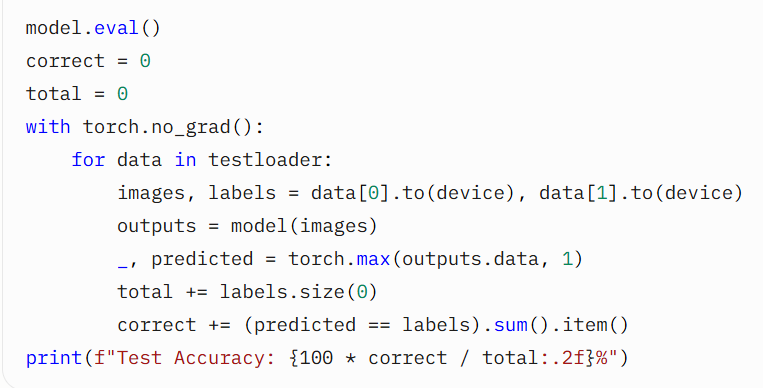 model.eval()
correct = 0
total = 0
with torch.no_grad():
    for data in testloader:
        images, labels = data[0].to(device), data[1].to(device)
        outputs = model(images)
        _, predicted = torch.max(outputs.data, 1)
        total += labels.size(0)
        correct += (predicted == labels).sum().item()
print(f"Test Accuracy: {100 * correct / total:.2f}%")